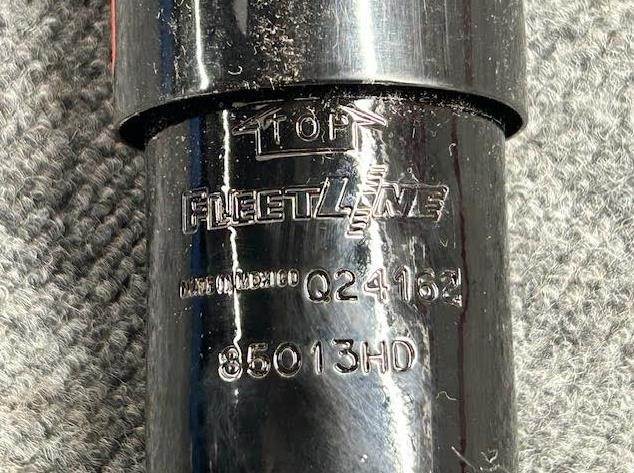 TOP
FLEETLINE
MADE IN MEXICO Q24162
85013HD